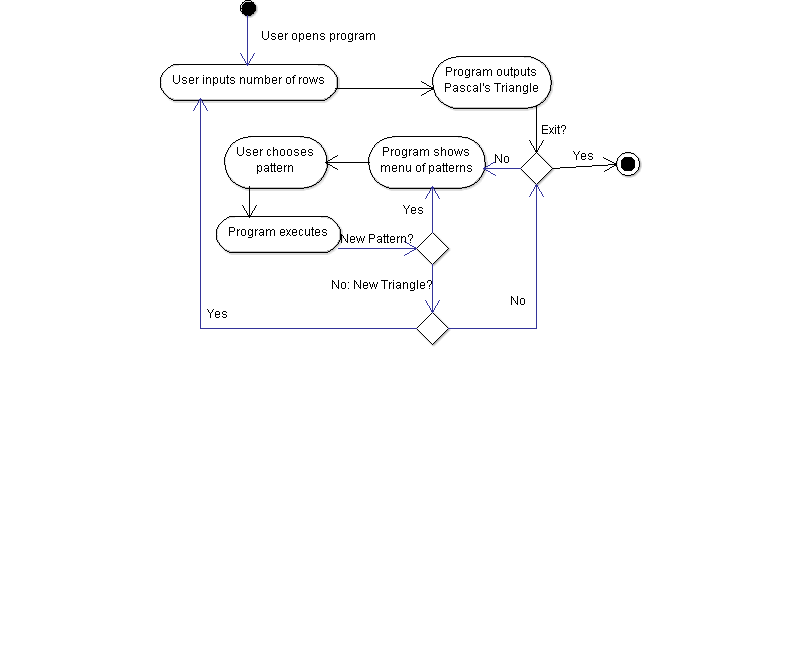 User opens program
User inputs number of rows
Program outputs
Pascal's Triangle
Exit?
User chooses
pattern
Program shows
menu of patterns
No
Yes
Yes
Program executes
New Pattern?
No: New Triangle?
Yes
No